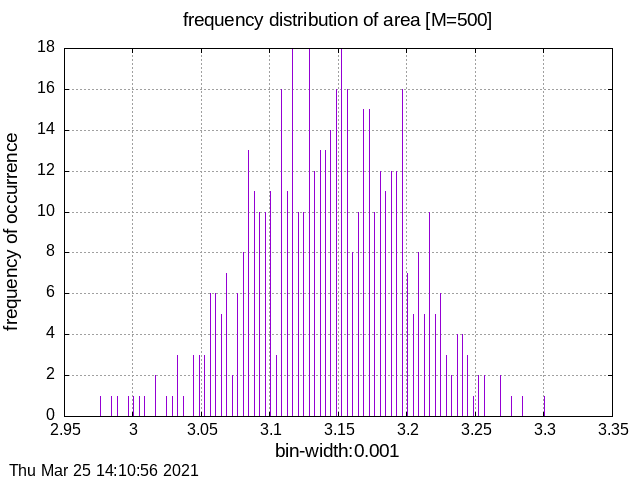 frequency distribution of area [M=500]
18
16
14
12
10
8
6
4
2
0
frequency of occurrence
2.95 3 3.05 3.1 3.15 3.2 3.25 3.3 3.35
bin-width:0.001
Thu Mar 25 14:10:56 2021